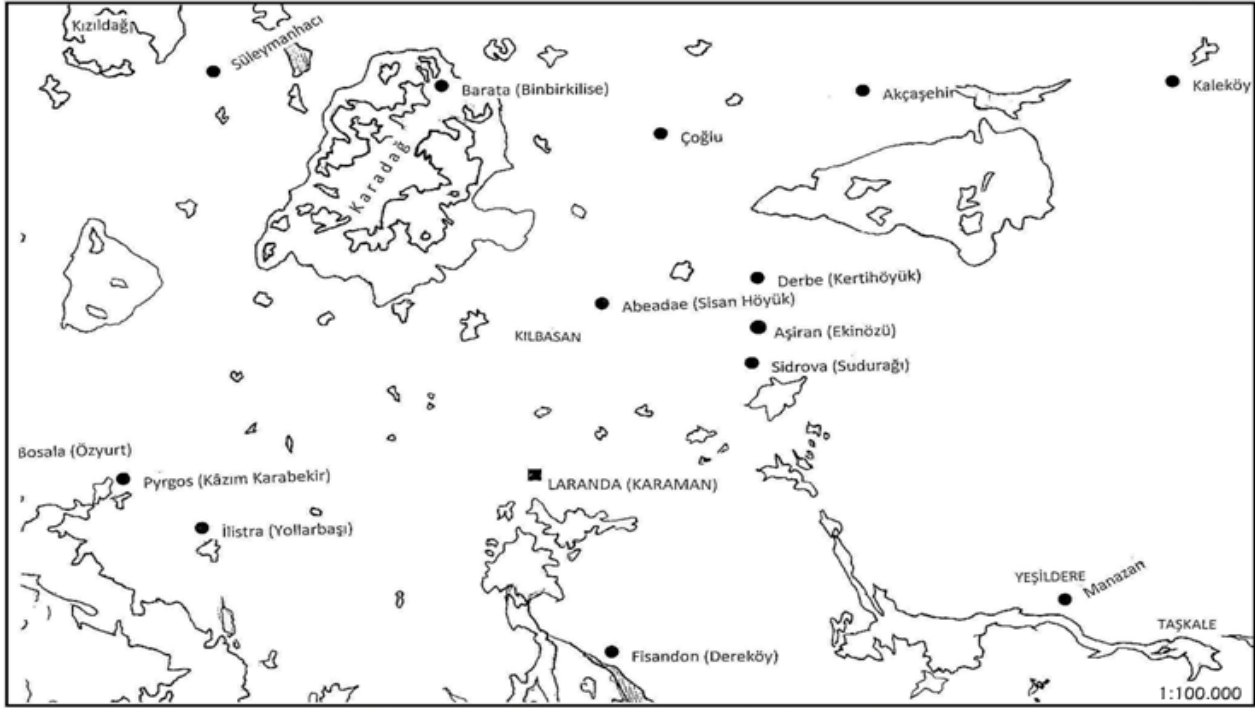 Kızıldağ
Süleymanhacı
Barata (Binbirkilise)
Akçaşehir
Kaleköy
Çoğlu
Karadağ
Derbe (Kertihöyük)
Abeadae (Sisan Höyük)
Aşiran (Ekinözü)
KILBASAN
Sidrova (Sudurağı)
Bosala (Özyurt)
Pyrgos (Kâzım Karabekir)
LARANDA (KARAMAN)
İlistra (Yollarbaşı)
YEŞİLDERE
Manazan
TAŞKALE
Fisandon (Dereköy)
1:100.000